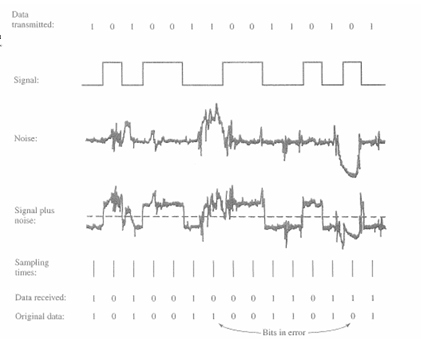 Data
transmitted: 1 0 1 0 0 1 1 0 0 1 1 0 1 0 1
Signal:
Noise:
Signal plus
noise:
Sampling
times:
Data received: 1 0 1 0 0 1 0 0 0 1 1 0 1 1 1
Original data: 1 0 1 0 0 1 1 0 0 1 1 0 1 0 1
Bits in error